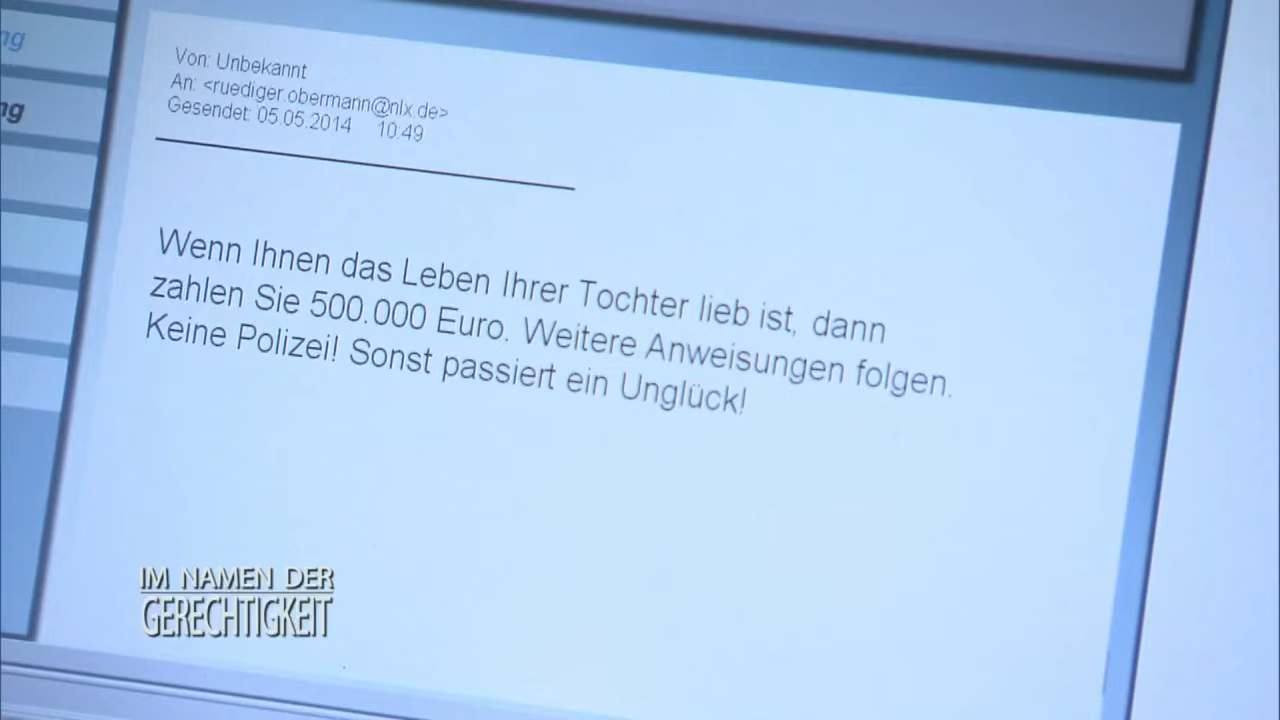 ng
ng
Von: Unbekannt
An: <ruediger.obermann@nlx.de>
Gesendet: 05.05.2014 10:49
Wenn Ihnen das Leben Ihrer Tochter lieb ist, dann
zahlen Sie 500.000 Euro. Weitere Anweisungen folgen.
Keine Polizei! Sonst passiert ein Unglück!
IM NAMEN DER
GERECHTIGKEIT